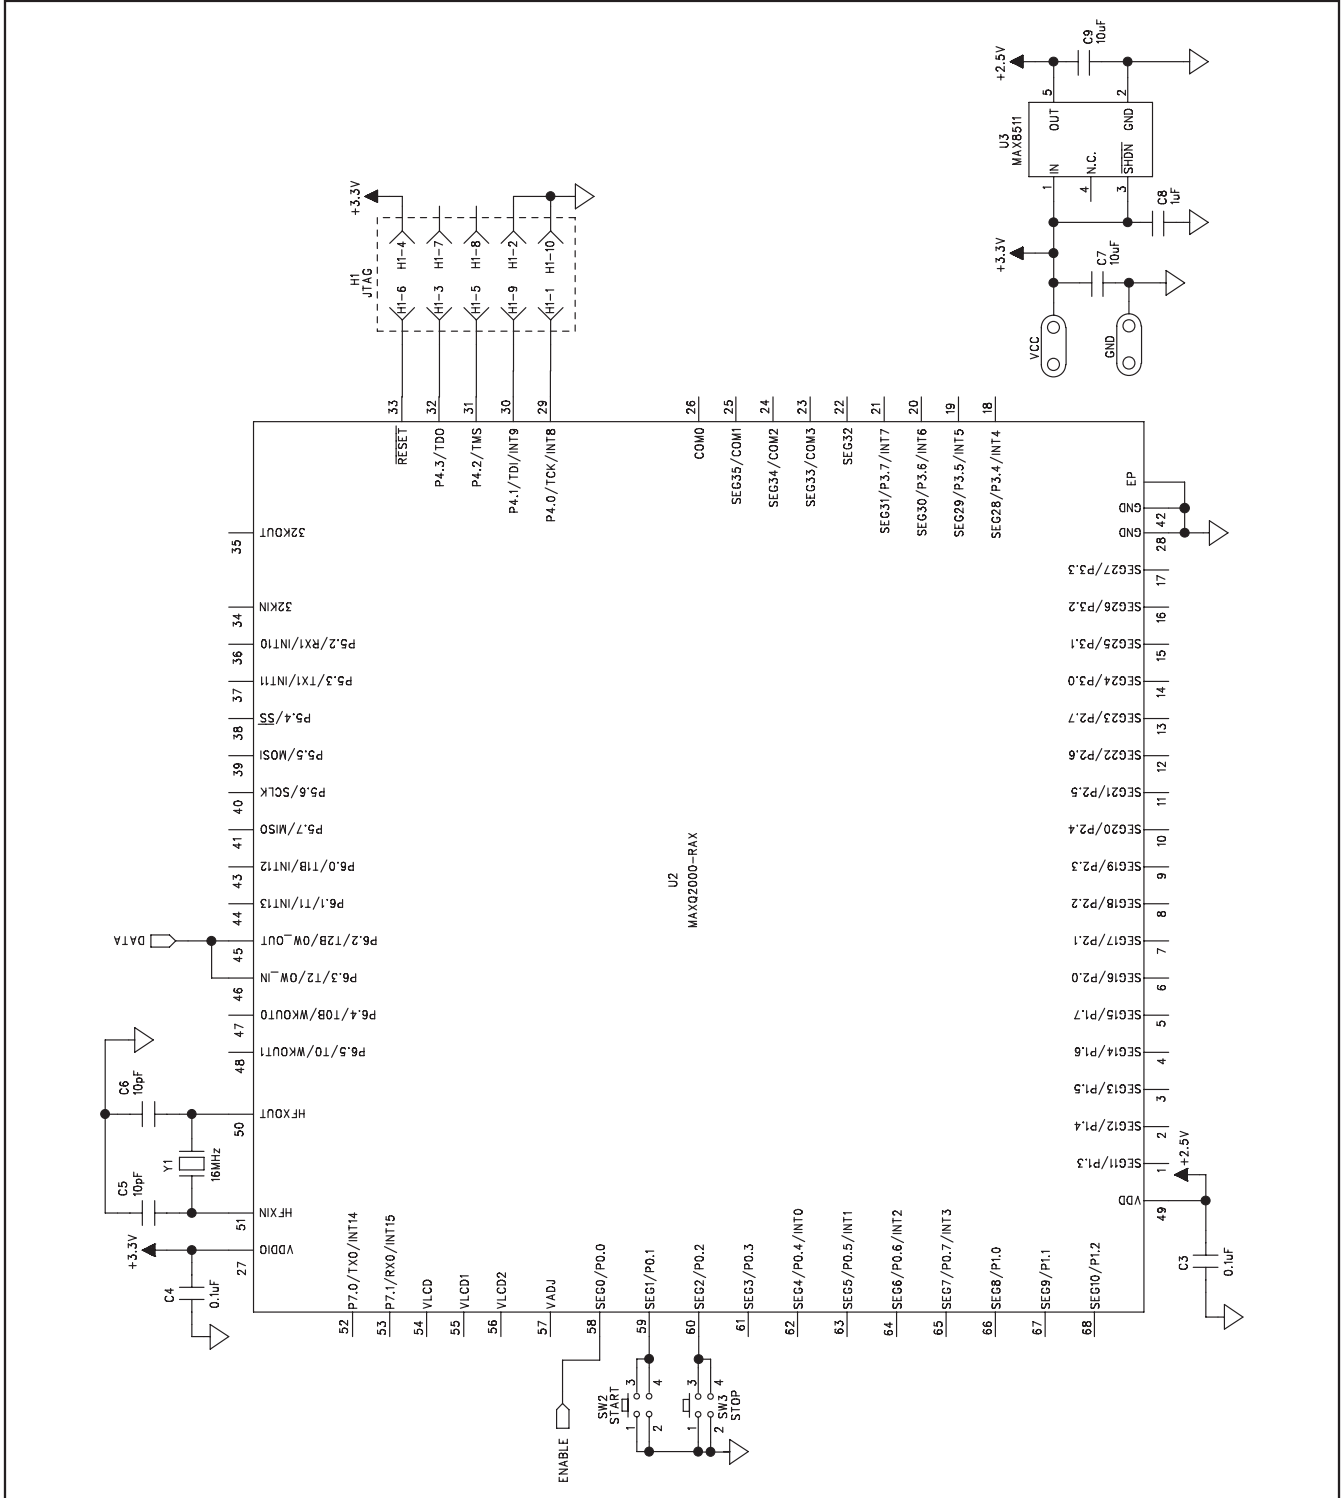 +2.5V
C9
10uF
5
2
OUT
GND
U3
MAX8511
IN
N.C.
SHDN
1
4
3
C8
1uF
+3.3V
C7
10uF
VCC
GND
+3.3V
H1
JTAG
H1-6 H1-4
H1-3 H1-7
H1-5 H1-8
H1-9 H1-2
H1-1 H1-10
33
RESET
32
P4.3/TDO
31
P4.2/TMS
30
P4.1/TDI/INT9
29
P4.0/TCK/INT8
26
COM0
25
SEG35/COM1
24
SEG34/COM2
23
SEG33/COM3
22
SEG32
21
SEG31/P3.7/INT7
20
SEG30/P3.6/INT6
19
SEG29/P3.5/INT5
18
SEG28/P3.4/INT4
35
32KOUT
34
32KIN
36
P5.2/RX1/INT10
37
P5.3/TX1/INT11
38
P5.4/SS
39
P5.5/MOSI
40
P5.6/SCLK
41
P5.7/MISO
43
P6.0/T1B/INT12
44
P6.1/T1/INT13
DATA
45
P6.2/T2B/OW_OUT
46
P6.3/T2/OW_IN
47
P6.4/T0B/WKOUT0
48
P6.5/T0/WKOUT1
50
HFXOUT
51
HFXIN
27
VDDIO
C6
10pF
Y1
16MHz
C5
10pF
+3.3V
C4
0.1uF
U2
MAXQ2000-RAX
EP
GND
42
GND
28
SEG27/P3.3
17
SEG26/P3.2
16
SEG25/P3.1
15
SEG24/P3.0
14
SEG23/P2.7
13
SEG22/P2.6
12
SEG21/P2.5
11
SEG20/P2.4
10
SEG19/P2.3
9
SEG18/P2.2
8
SEG17/P2.1
7
SEG16/P2.0
6
SEG15/P1.7
5
SEG14/P1.6
4
SEG13/P1.5
3
SEG12/P1.4
2
SEG11/P1.3
1
+2.5V
VDD
49
C3
0.1uF
P7.0/TX0/INT14
52
P7.1/RX0/INT15
53
VLCD
54
VLCD1
55
VLCD2
56
VADJ
57
SEG0/P0.0
58
SEG1/P0.1
59
SEG2/P0.2
60
SEG3/P0.3
61
SEG4/P0.4/INT0
62
SEG5/P0.5/INT1
63
SEG6/P0.6/INT2
64
SEG7/P0.7/INT3
65
SEG8/P1.0
66
SEG9/P1.1
67
SEG10/P1.2
68
ENABLE
SW2
START
3
4
1
2
SW3
STOP
3
4
1
2